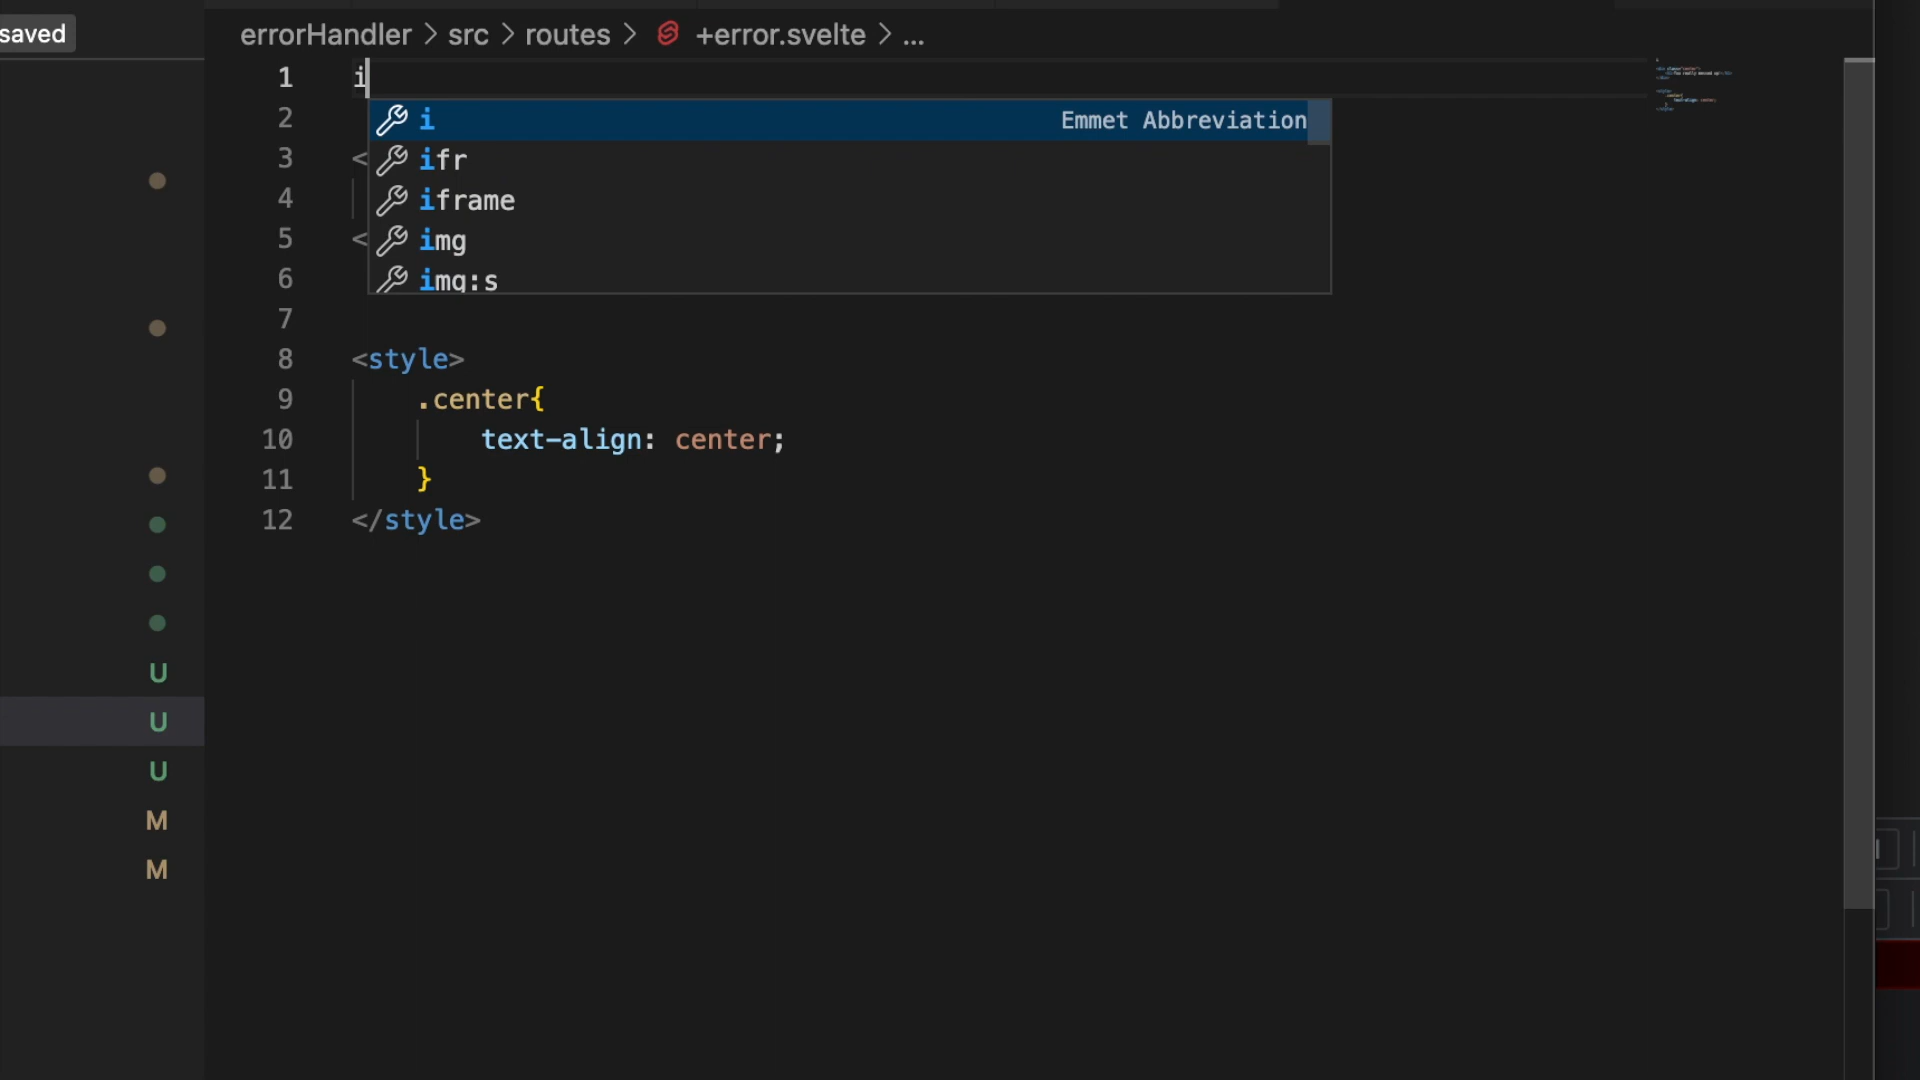 saved
errorHandler > src > routes > +error.svelte > ...
1 i
2 i Emmet Abbreviation
3 < ifr
4 iframe
5 < img
6 img:s
7
8 <style>
9 .center{
10 text-align: center;
11 }
12 </style>
U
U
U
M
M